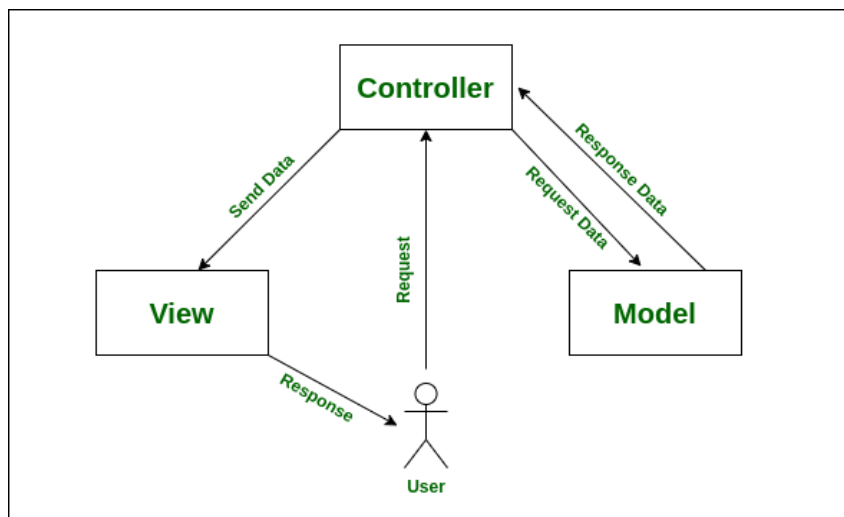 Controller
Send Data
Request
Request Data
Response Data
View
Model
Response
User